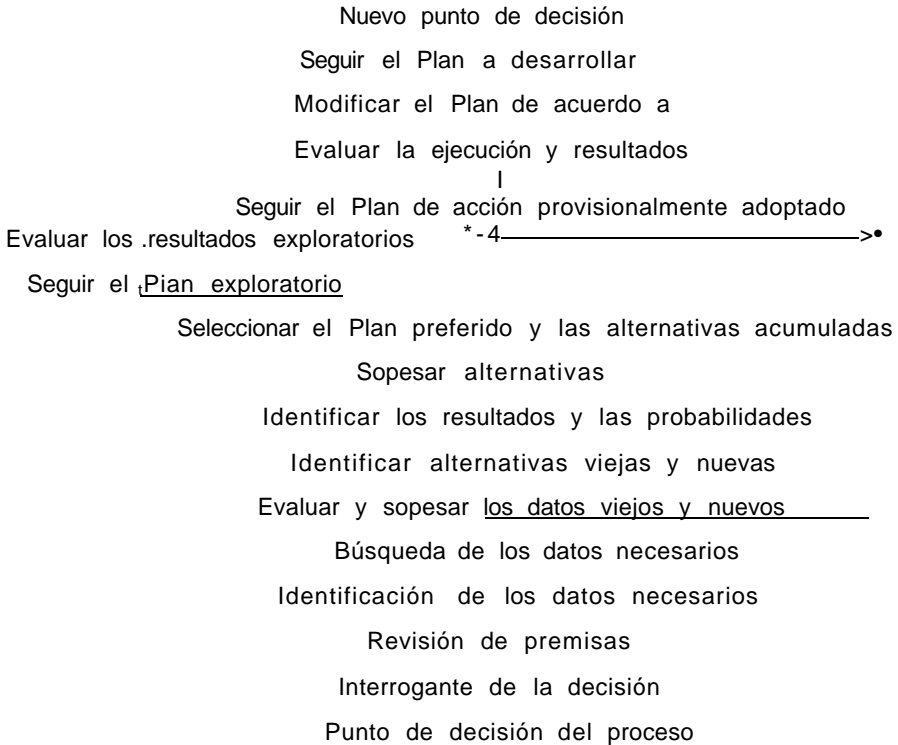 Nuevo punto de decisión
Seguir el Plan a desarrollar
Modificar el Plan de acuerdo a
Evaluar la ejecución y resultados
I
Seguir el Plan de acción provisionalmente adoptado
Evaluar los .resultados exploratorios *-4 >•
Seguir el tPian exploratorio
Seleccionar el Plan preferido y las alternativas acumuladas
Sopesar alternativas
Identificar los resultados y las probabilidades
Identificar alternativas viejas y nuevas
Evaluar y sopesar los datos viejos y nuevos
Búsqueda de los datos necesarios
Identificación de los datos necesarios
Revisión de premisas
Interrogante de la decisión
Punto de decisión del proceso